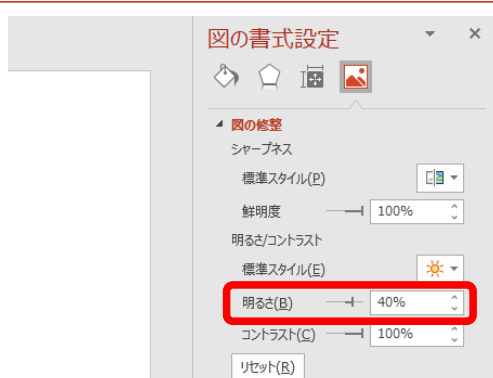 図の書式設定
図の修整
シャープネス
標準スタイル(P)
鮮明度 100%
明るさ/コントラスト
標準スタイル(E)
明るさ(B) 40%
コントラスト(C) 100%
リセット(R)